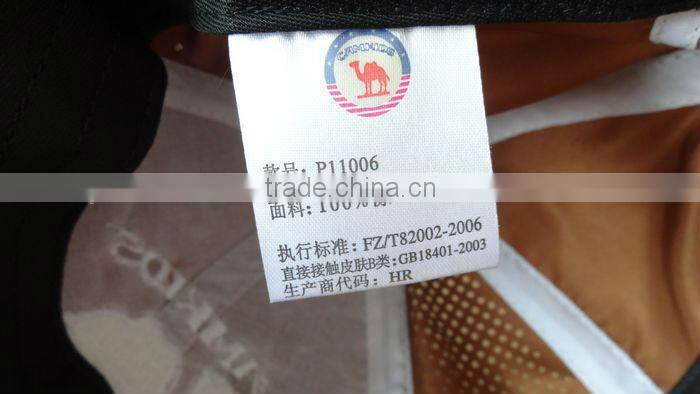 款号: P11006
trade.china.cn
面料: 100%
执行标准: FZ/T82002-2006
直接接触皮肤B类: GB18401-2003
生产商代码: HR